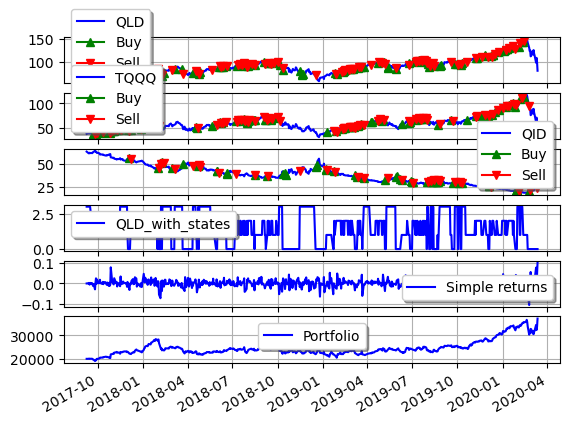 QLD
Buy
Sell
150
100
TQQQ
Buy
Sell
100
50
QID
Buy
Sell
50
25
QLD_with_states
2.5
0.0
Simple returns
0.1
0.0
−0.1
Portfolio
30000
20000
2017-10
2018-01
2018-04
2018-07
2018-10
2019-01
2019-04
2019-07
2019-10
2020-01
2020-04